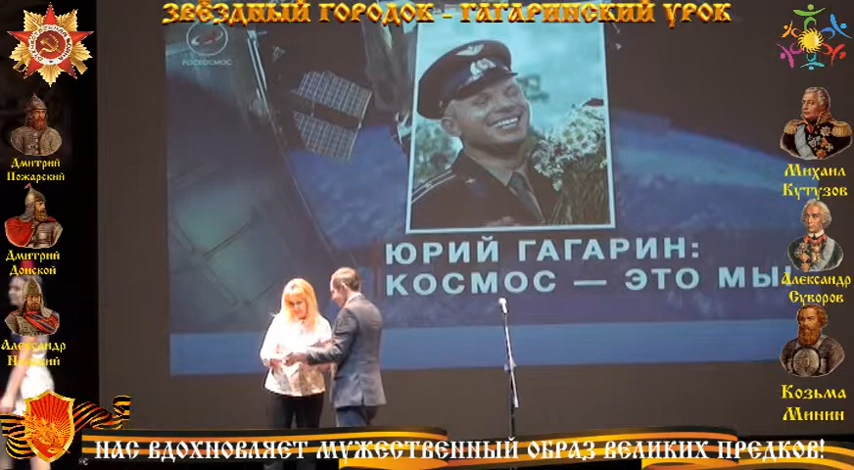 ЗВЁЗДНЫЙ ГОРОДОК - ГАГАРИНСКИЙ УРОК
РОСКОСМОС
ЮРИЙ ГАГАРИН:
КОСМОС — ЭТО МЫ!
Дмитрий
Пожарский
Дмитрий
Донской
Александр
Невский
Михаил
Кутузов
Александр
Суворов
Козьма
Минин
НАС ВДОХНОВЛЯЕТ МУЖЕСТВЕННЫЙ ОБРАЗ ВЕЛИКИХ ПРЕДКОВ!